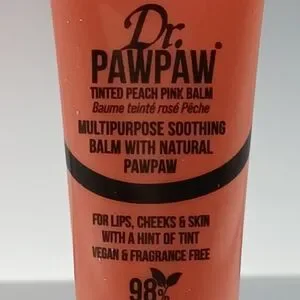 Dr.
PAWPAW
TINTED PEACH PINK BALM
Baume teinté rosé Pêche
MULTIPURPOSE SOOTHING
BALM WITH NATURAL
PAWPAW
FOR LIPS, CHEEKS & SKIN
WITH A HINT OF TINT
VEGAN & FRAGRANCE FREE
98%